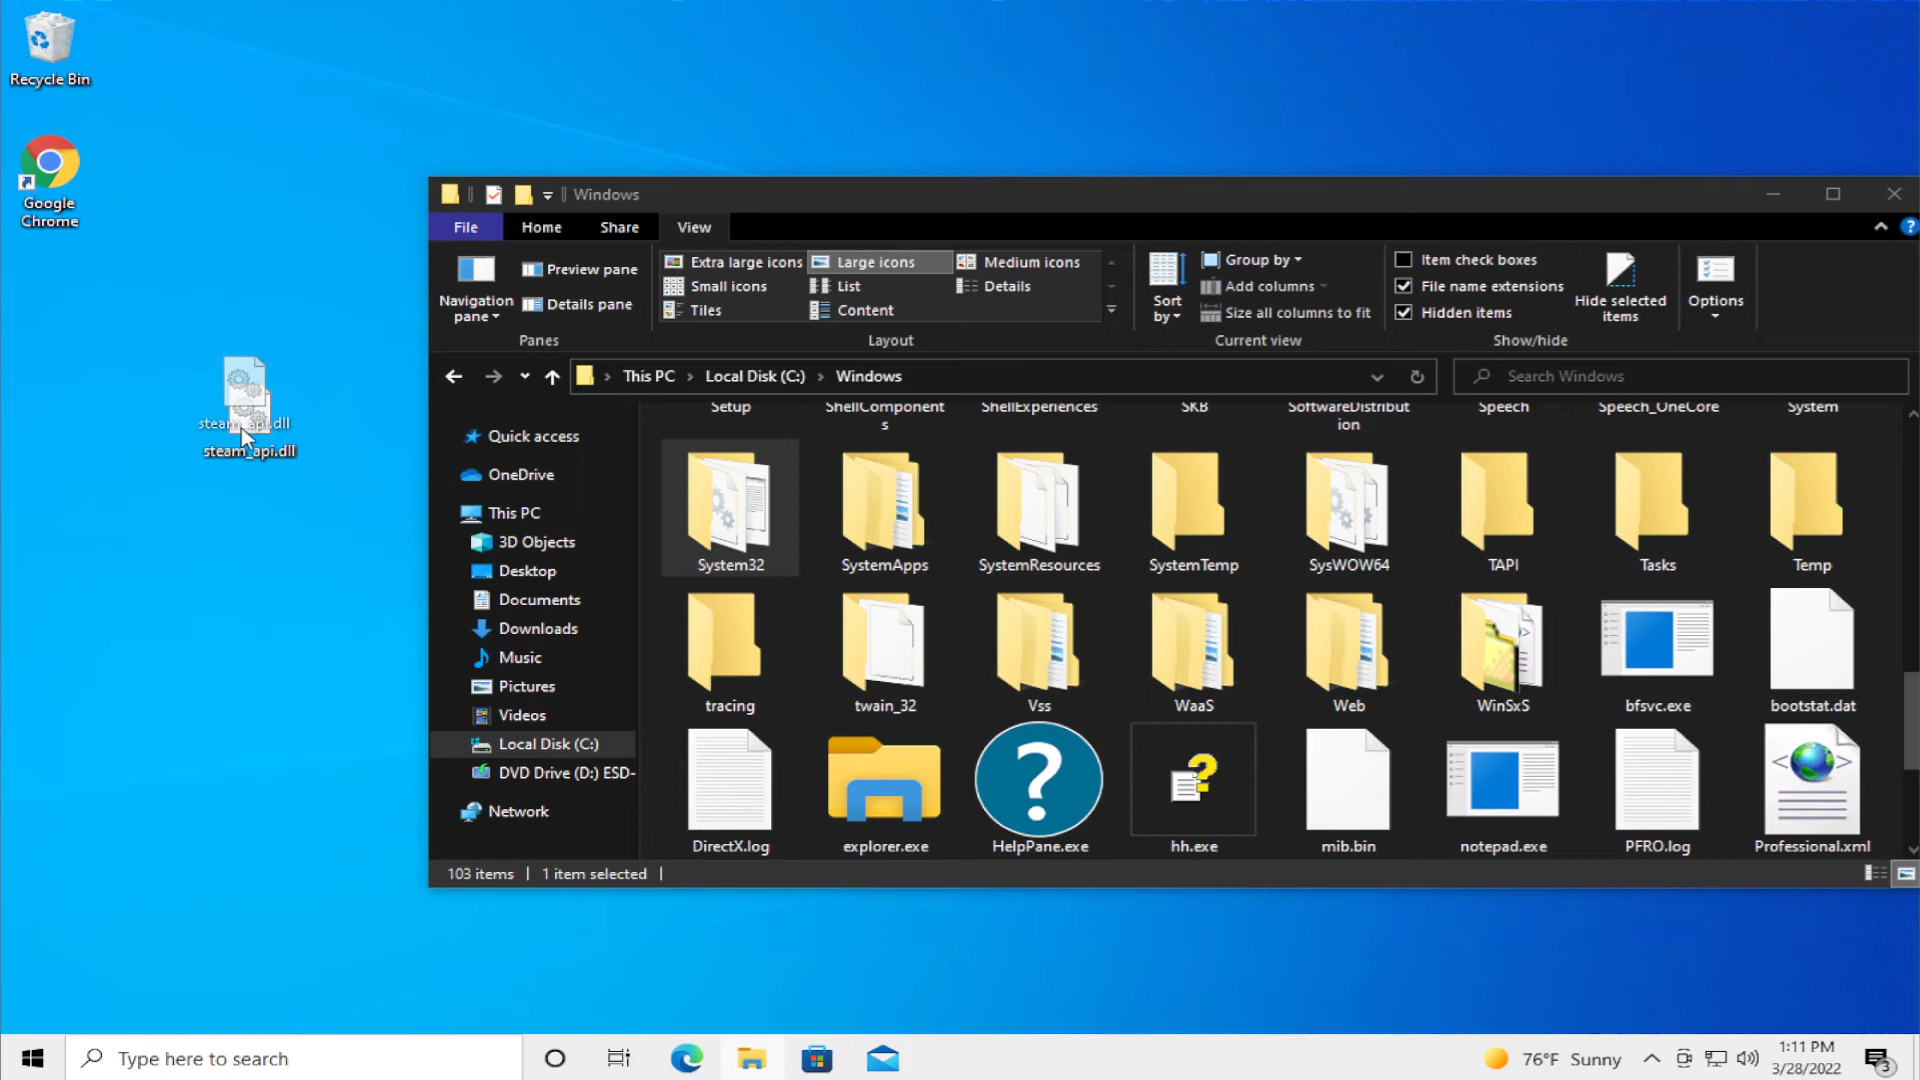 Recycle Bin
Google
Chrome
steam_api.dll
steam_api.dll
Windows
File
Home
Share
View
Navigation
pane
Preview pane
Details pane
Panes
Extra large icons
Large icons
Medium icons
Small icons
List
Details
Tiles
Content
Layout
Sort
by
Group by
Add columns
Size all columns to fit
Current view
Item check boxes
File name extensions
Hidden items
Hide selected
items
Show/hide
Options
This PC
Local Disk (C:)
Windows
Search Windows
Quick access
OneDrive
This PC
3D Objects
Desktop
Documents
Downloads
Music
Pictures
Videos
Local Disk (C:)
DVD Drive (D:) ESD-
Network
Setup
ShellComponent
s
ShellExperiences
SKB
SoftwareDistribut
ion
Speech
Speech_OneCore
System
System32
SystemApps
SystemResources
SystemTemp
SysWOW64
TAPI
Tasks
Temp
tracing
twain_32
Vss
WaaS
Web
WinSxS
bfsvc.exe
bootstat.dat
DirectX.log
explorer.exe
HelpPane.exe
hh.exe
mib.bin
notepad.exe
PFRO.log
Professional.xml
103 items
1 item selected
Type here to search
76°F Sunny
1:11 PM
3/28/2022
3